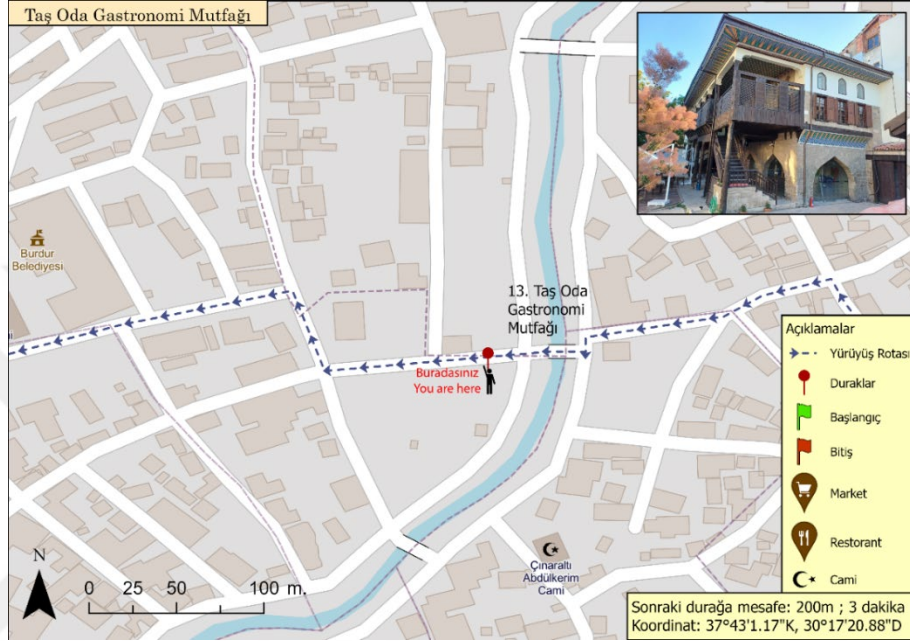 Taş Oda Gastronomi Mutfağı
Burdur
Belediyesi
13. Taş Oda
Gastronomi
Mutfağı
Buradasınız
You are here
Çınaraltı
Abdülkerim
Cami
N
0 25 50 100 m.
Açıklamalar
Yürüyüş Rotası
Duraklar
Başlangıç
Bitiş
Market
Restorant
Cami
Sonraki durağa mesafe: 200m ; 3 dakika
Koordinat: 37°43'1.17"K, 30°17'20.88"D